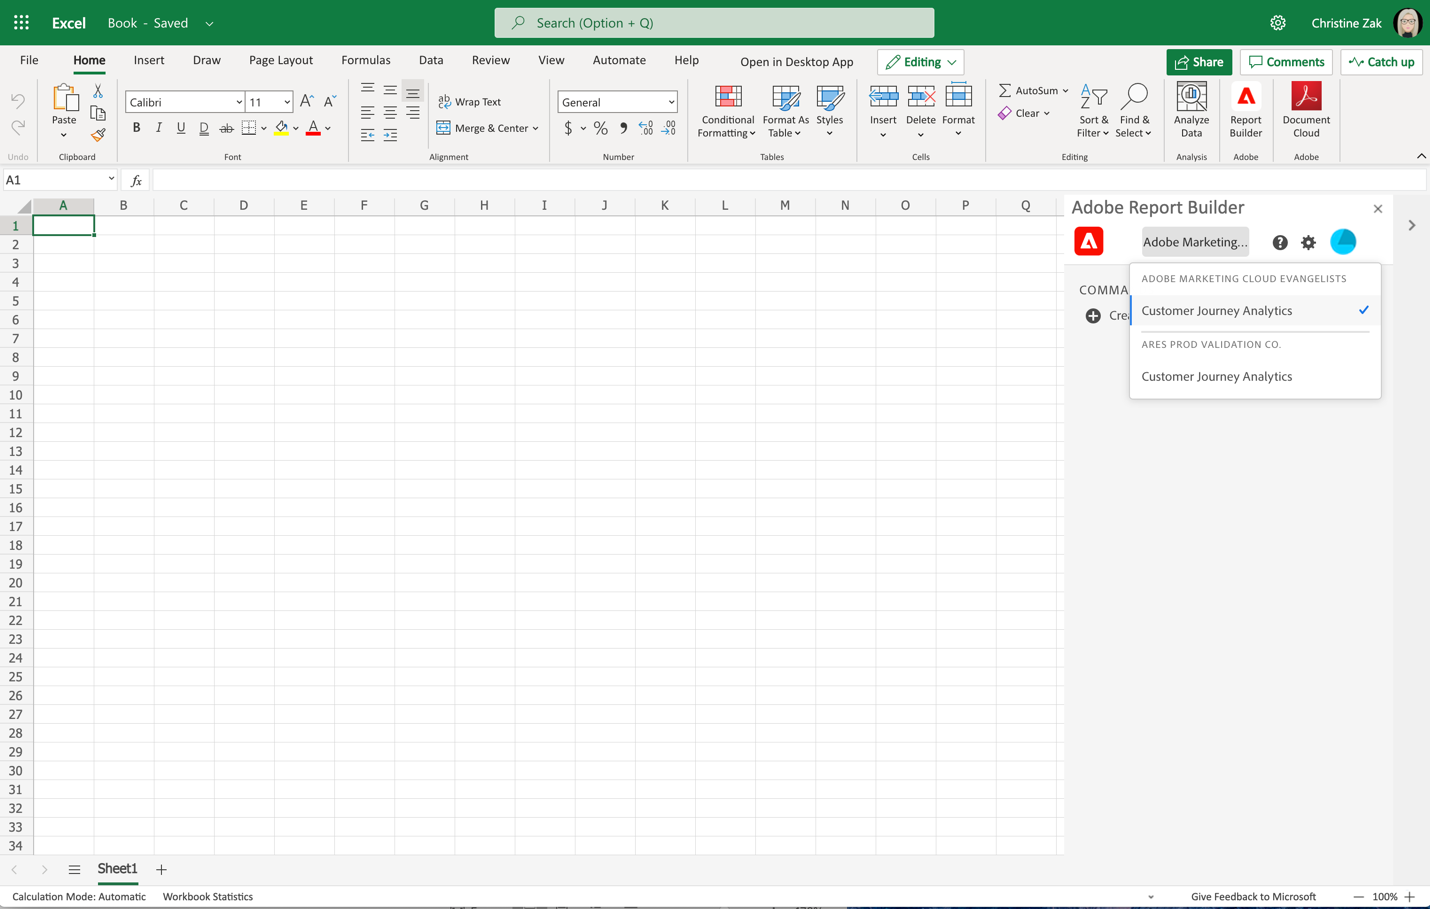 Excel
Book - Saved
Search (Option + Q)
Christine Zak
File Home Insert Draw Page Layout Formulas Data Review View Automate Help Open in Desktop App Editing Share Comments Catch up
Calibri 11
Wrap Text
General
AutoSum
Clear
Paste
B I U D ab A
Merge & Center
$ % 9
Conditional Formatting
Format As Table
Styles
Insert
Delete
Format
Sort & Filter
Find & Select
Analyze Data
Report Builder
Document Cloud
Undo Clipboard Font Alignment Number Tables Cells Editing Analysis Adobe Adobe
A1
fx
A B C D E F G H I J K L M N O P Q
1
2
3
4
5
6
7
8
9
10
11
12
13
14
15
16
17
18
19
20
21
22
23
24
25
26
27
28
29
30
31
32
33
34
Adobe Report Builder
Adobe Marketing...
ADOBE MARKETING CLOUD EVANGELISTS
COMMA
Customer Journey Analytics
Crea
ARES PROD VALIDATION CO.
Customer Journey Analytics
Sheet1
Calculation Mode: Automatic Workbook Statistics
Give Feedback to Microsoft
100%